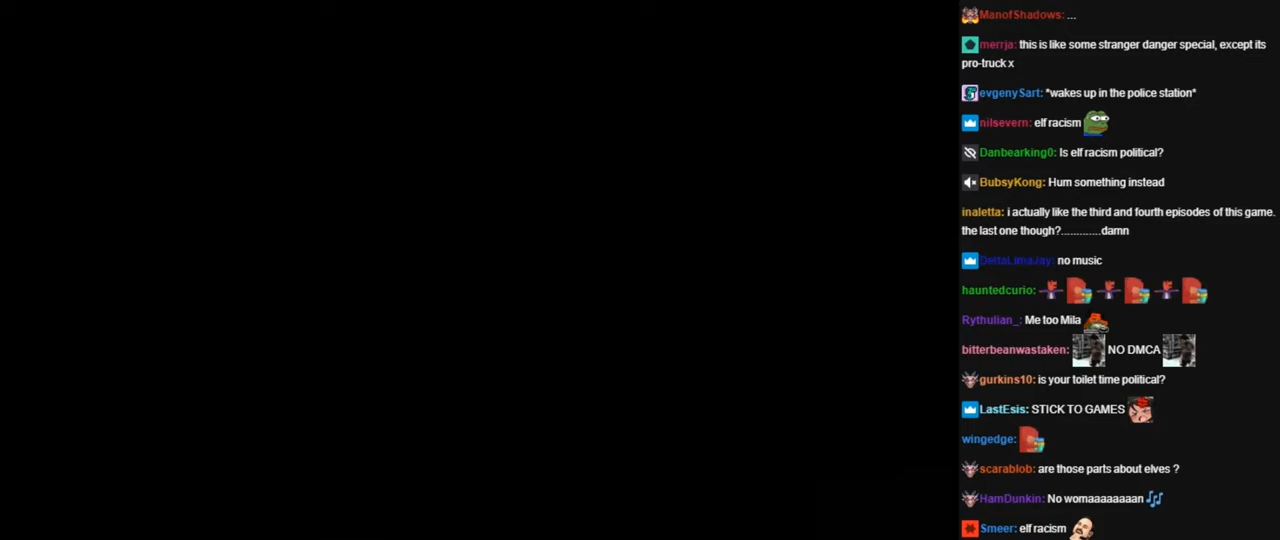 ManofShadows: ...
merrja: this is like some stranger danger special, except its
pro-truck x
evgenySart: *wakes up in the police station*
nilsevern: elf racism
Danbearking0: Is elf racism political?
BubsyKong: Hum something instead
inaletta: i actually like the third and fourth episodes of this game.
the last one though?.............damn
DeltaLimaJay: no music
hauntedcurio:
Rythulian_: Me too Mila
bitterbeanwastaken: NO DMCA
gurkins10: is your toilet time political?
LastEsis: STICK TO GAMES
wingedge:
scarablob: are those parts about elves ?
HamDunkin: No womaaaaaaaan
Smeer: elf racism